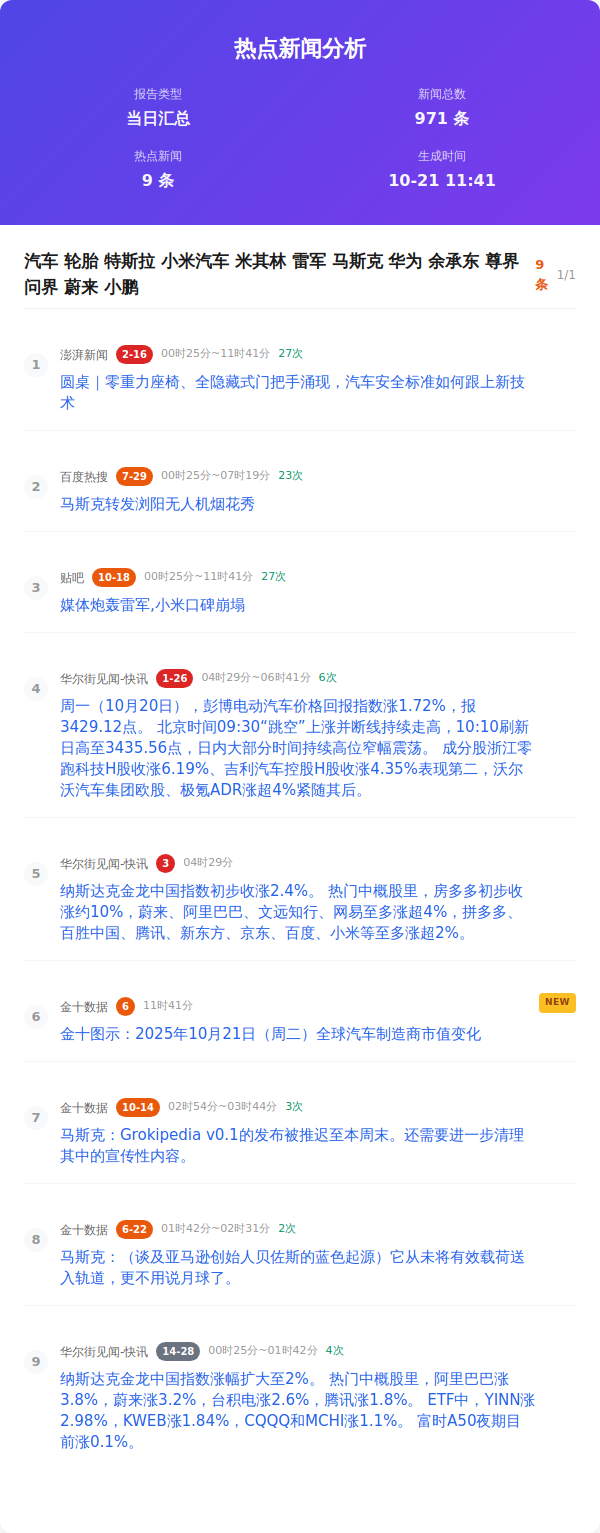 热点新闻分析
报告类型
当日汇总
新闻总数
971 条
热点新闻
9 条
生成时间
10-21 11:41
汽车 轮胎 特斯拉 小米汽车 米其林 雷军 马斯克 华为 余承东 尊界
问界 蔚来 小鹏
9
条
1/1
1
澎湃新闻 2-16 00时25分~11时41分 27次
圆桌｜零重力座椅、全隐藏式门把手涌现，汽车安全标准如何跟上新技
术
2
百度热搜 7-29 00时25分~07时19分 23次
马斯克转发浏阳无人机烟花秀
3
贴吧 10-18 00时25分~11时41分 27次
媒体炮轰雷军,小米口碑崩塌
4
华尔街见闻-快讯 1-26 04时29分~06时41分 6次
周一（10月20日），彭博电动汽车价格回报指数涨1.72%，报
3429.12点。 北京时间09:30“跳空”上涨并断线持续走高，10:10刷新
日高至3435.56点，日内大部分时间持续高位窄幅震荡。 成分股浙江零
跑科技H股收涨6.19%、吉利汽车控股H股收涨4.35%表现第二，沃尔
沃汽车集团欧股、极氪ADR涨超4%紧随其后。
5
华尔街见闻-快讯 3 04时29分
纳斯达克金龙中国指数初步收涨2.4%。 热门中概股里，房多多初步收
涨约10%，蔚来、阿里巴巴、文远知行、网易至多涨超4%，拼多多、
百胜中国、腾讯、新东方、京东、百度、小米等至多涨超2%。
6
金十数据 6 11时41分
NEW
金十图示：2025年10月21日（周二）全球汽车制造商市值变化
7
金十数据 10-14 02时54分~03时44分 3次
马斯克：Grokipedia v0.1的发布被推迟至本周末。还需要进一步清理
其中的宣传性内容。
8
金十数据 6-22 01时42分~02时31分 2次
马斯克：（谈及亚马逊创始人贝佐斯的蓝色起源）它从未将有效载荷送
入轨道，更不用说月球了。
9
华尔街见闻-快讯 14-28 00时25分~01时42分 4次
纳斯达克金龙中国指数涨幅扩大至2%。 热门中概股里，阿里巴巴涨
3.8%，蔚来涨3.2%，台积电涨2.6%，腾讯涨1.8%。 ETF中，YINN涨
2.98%，KWEB涨1.84%，CQQQ和MCHI涨1.1%。 富时A50夜期目
前涨0.1%。